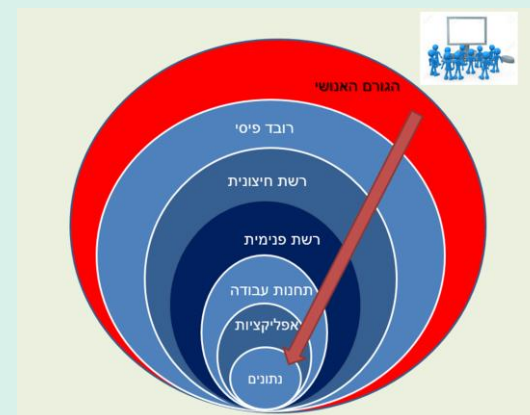 הגורם האנושי
רובד פיסי
רשת חיצונית
רשת פנימית
תחנות עבודה
אפליקציות
נתונים